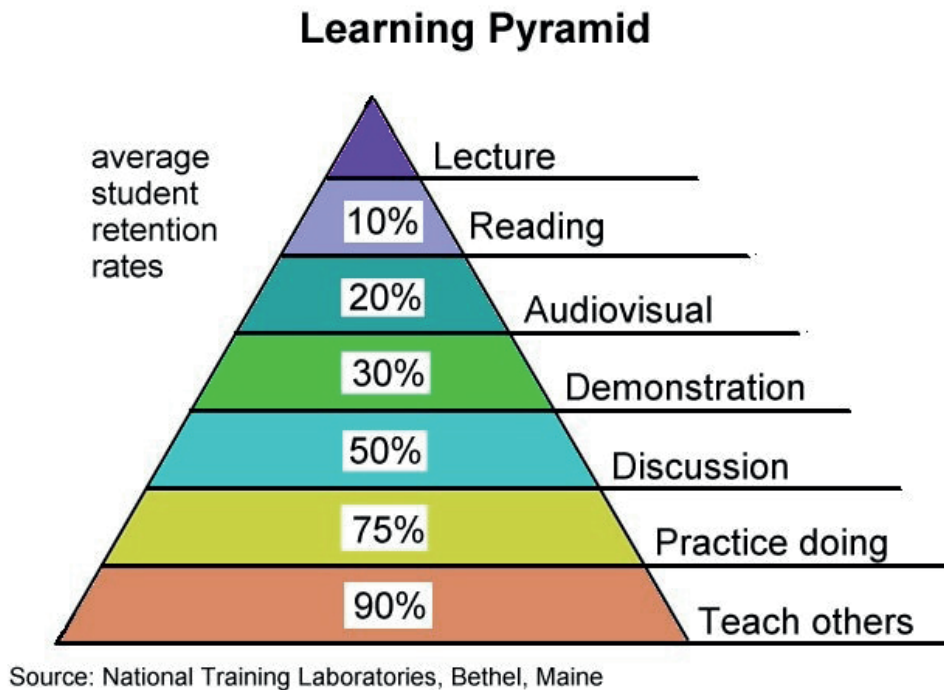 Learning Pyramid
average
student
retention
rates
Lecture
10%
Reading
20%
Audiovisual
30%
Demonstration
50%
Discussion
75%
Practice doing
90%
Teach others
Source: National Training Laboratories, Bethel, Maine